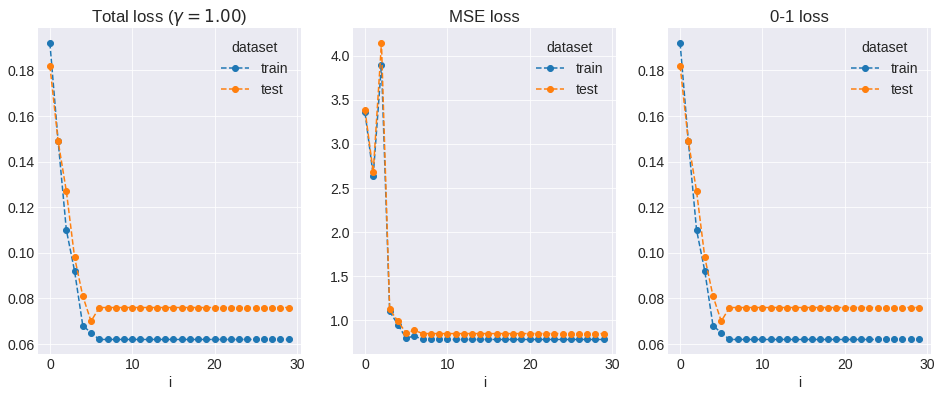 Total loss (γ = 1.00)
dataset
train
test
0.18
0.16
0.14
0.12
0.10
0.08
0.06
0
10
20
30
i
MSE loss
dataset
train
test
4.0
3.5
3.0
2.5
2.0
1.5
1.0
0
10
20
30
i
0-1 loss
dataset
train
test
0.18
0.16
0.14
0.12
0.10
0.08
0.06
0
10
20
30
i